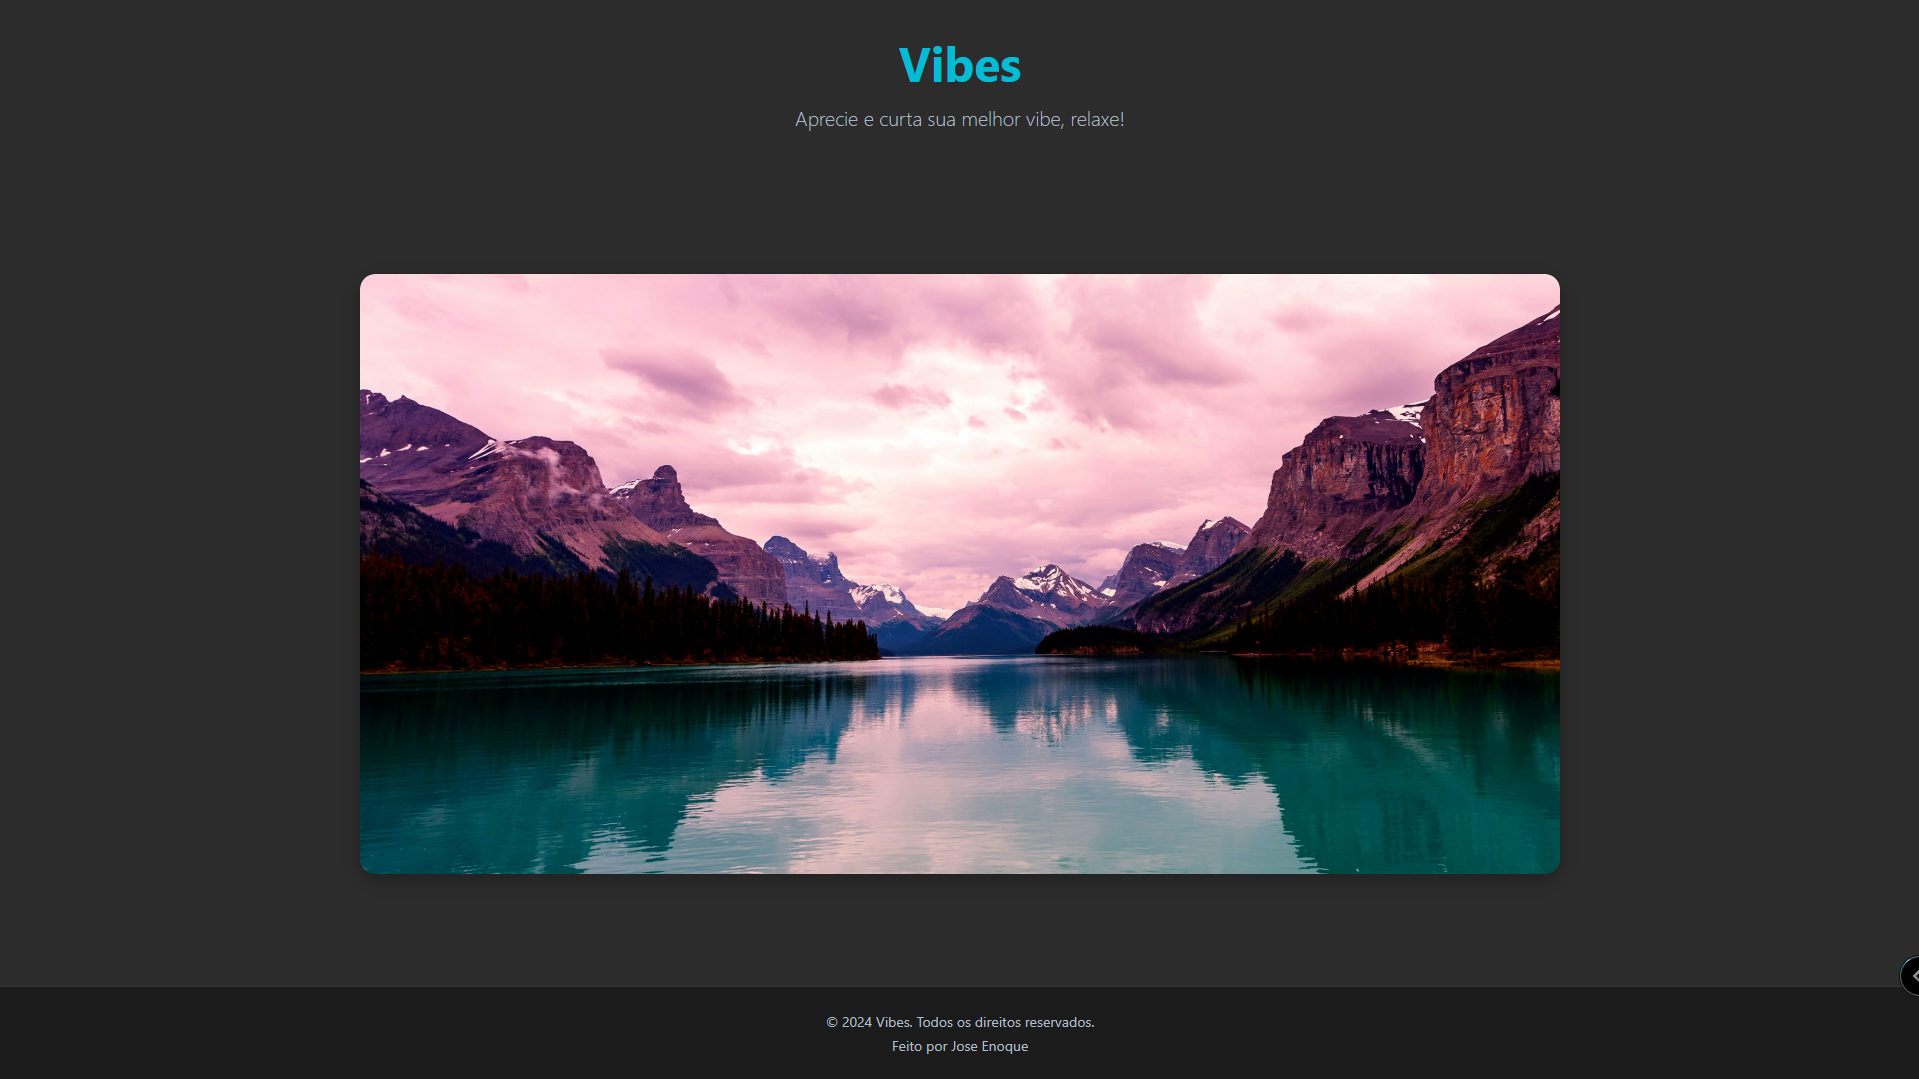 Vibes
Aprecie e curta sua melhor vibe, relaxe!
© 2024 Vibes. Todos os direitos reservados.
Feito por Jose Enoque